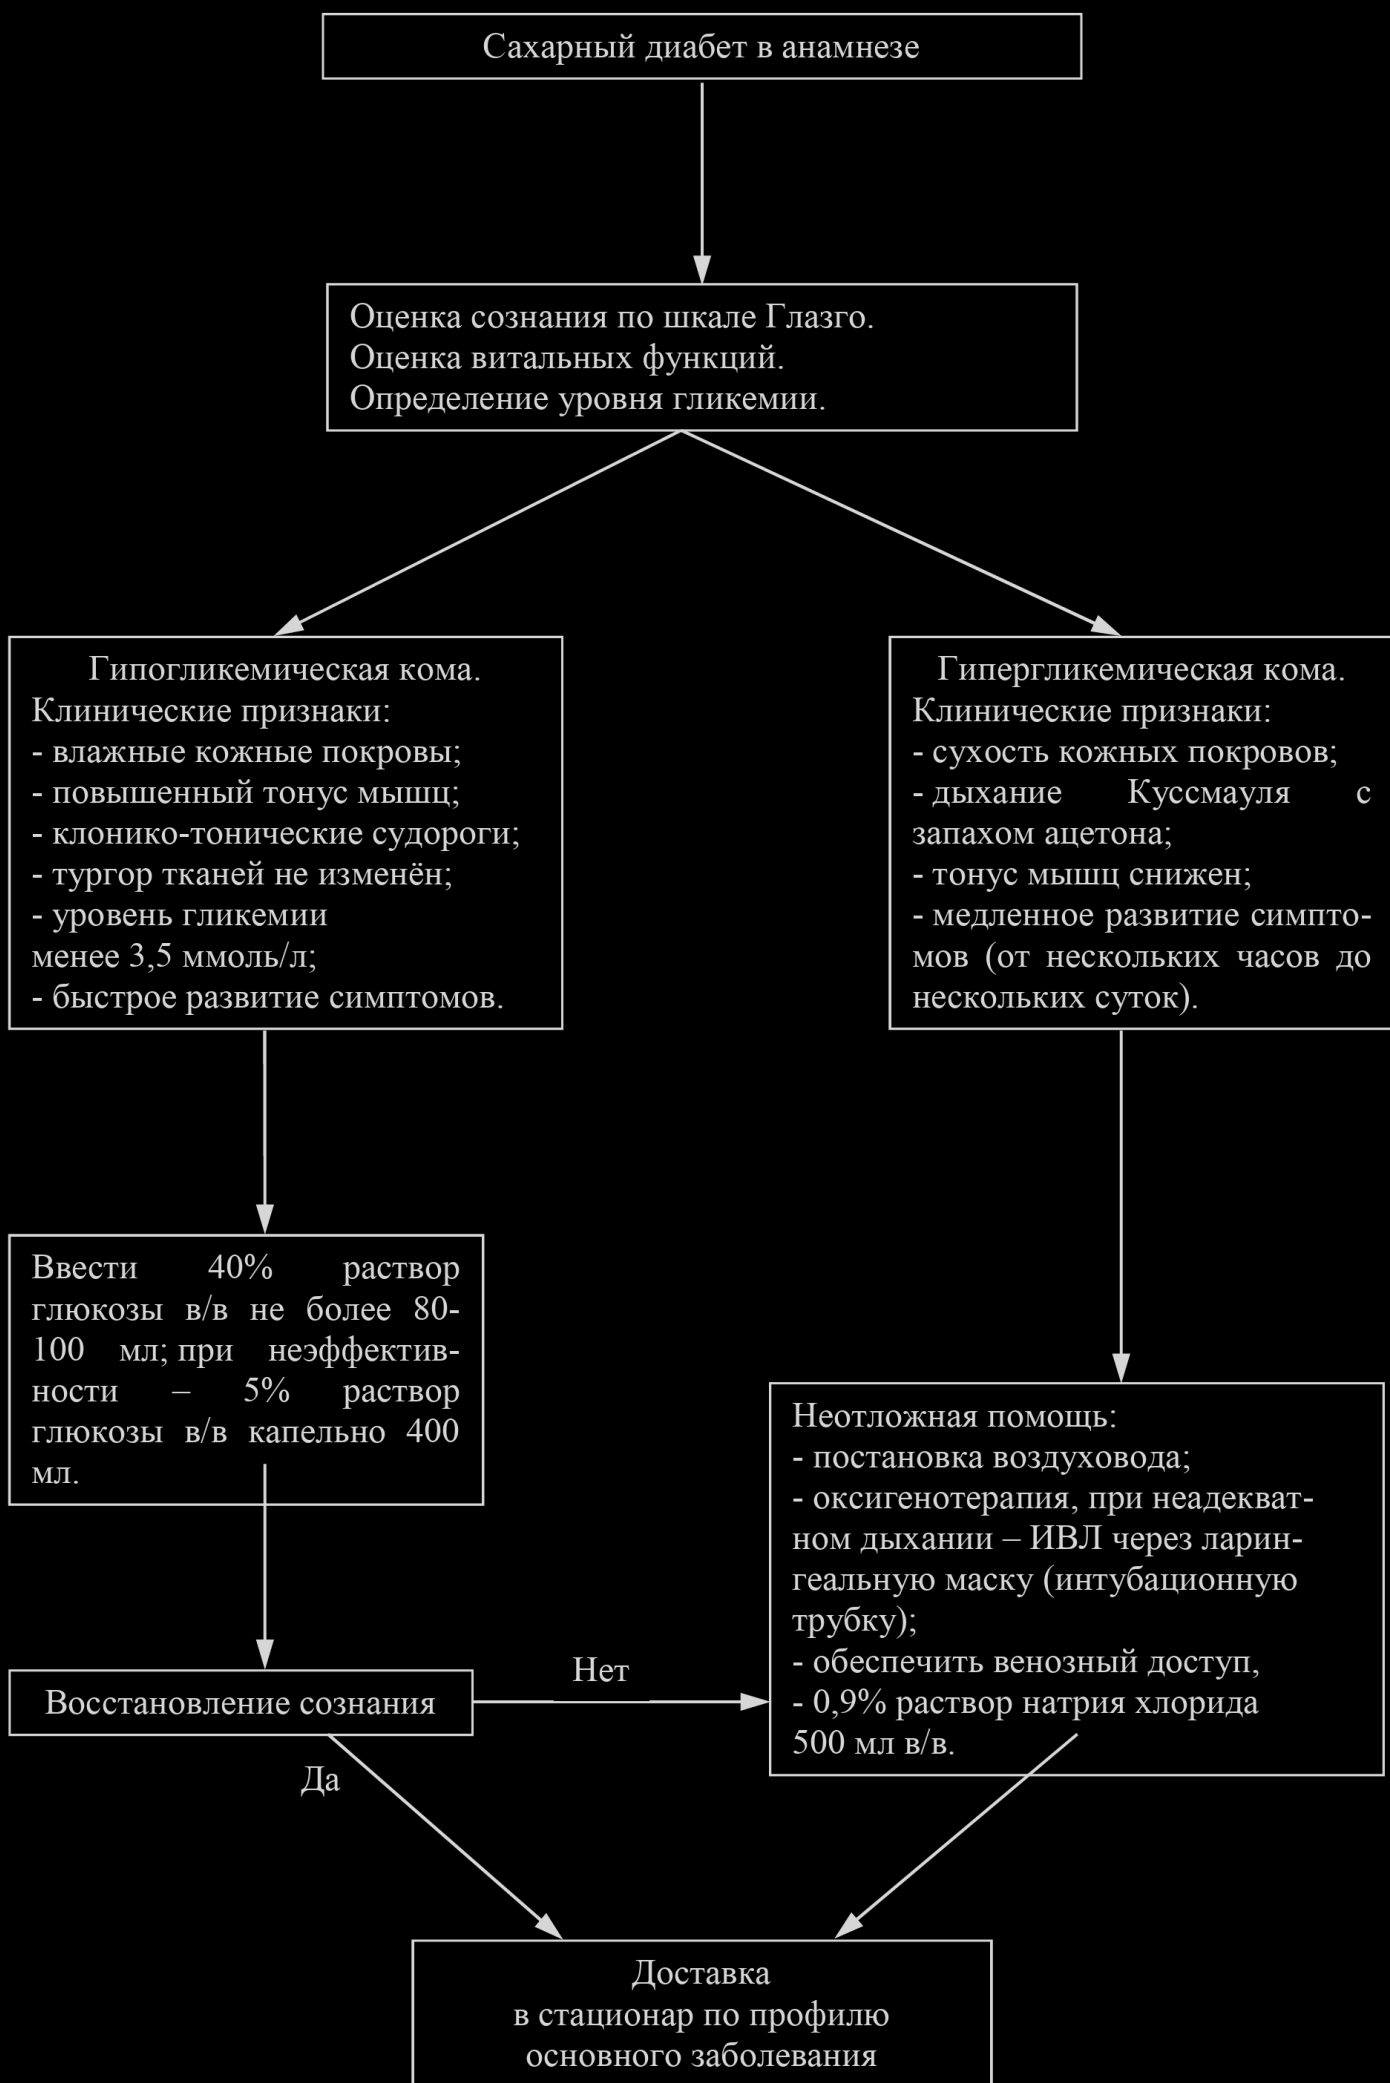 Сахарный диабет в анамнезе
Оценка сознания по шкале Глазго.
Оценка витальных функций.
Определение уровня гликемии.
Гипогликемическая кома.
Клинические признаки:
- влажные кожные покровы;
- повышенный тонус мышц;
- клонико-тонические судороги;
- тургор тканей не изменён;
- уровень гликемии
менее 3,5 ммоль/л;
- быстрое развитие симптомов.
Гипергликемическая кома.
Клинические признаки:
- сухость кожных покровов;
- дыхание Куссмауля с
запахом ацетона;
- тонус мышц снижен;
- медленное развитие симпто-
мов (от нескольких часов до
нескольких суток).
Ввести 40% раствор
глюкозы в/в не более 80-
100 мл; при неэффектив-
ности – 5% раствор
глюкозы в/в капельно 400
мл.
Неотложная помощь:
- постановка воздуховода;
- оксигенотерапия, при неадекват-
ном дыхании – ИВЛ через ларин-
геальную маску (интубационную
трубку);
- обеспечить венозный доступ,
- 0,9% раствор натрия хлорида
500 мл в/в.
Восстановление сознания
Нет
Да
Доставка
в стационар по профилю
основного заболевания